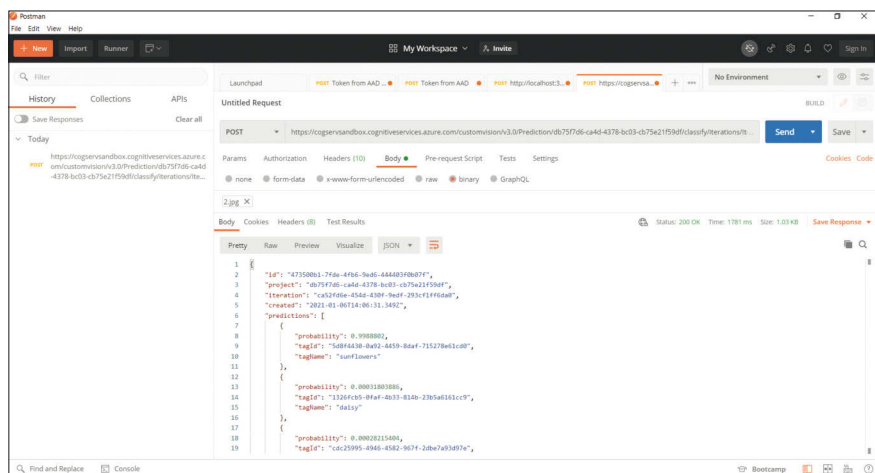 Postman
File Edit View Help
+ New Import Runner
My Workspace
Invite
Sign In
Filter
History Collections APIs
Save Responses Clear all
Today
POST https://cogservsandbox.cognitiveservices.azure.c
om/customvision/v3.0/Prediction/db75f7d6-ca4d
-4378-bc03-cb75e21f59df/classify/iterations/ite...
Launchpad POST Token from AAD ... POST Token from AAD POST http://localhost:3... POST https://cogservsa... + ...
No Environment
Untitled Request BUILD
POST https://cogservsandbox.cognitiveservices.azure.com/customvision/v3.0/Prediction/db75f7d6-ca4d-4378-bc03-cb75e21f59df/classify/iterations/It... Send Save
Params Authorization Headers (10) Body Pre-request Script Tests Settings Cookies Code
none form-data x-www-form-urlencoded raw binary GraphQL
2.jpg X
Body Cookies Headers (8) Test Results Status: 200 OK Time: 1781 ms Size: 1.03 KB Save Response
Pretty Raw Preview Visualize JSON
1 {
2 "id": "473500b1-7fde-4fb6-9ed6-444403f0b07f",
3 "project": "db75f7d6-ca4d-4378-bc03-cb75e21f59df",
4 "iteration": "ca52fd6e-454d-430f-9edf-293cf1ff6da8",
5 "created": "2021-01-06T14:06:31.349Z",
6 "predictions": [
7 {
8 "probability": 0.9988802,
9 "tagId": "5d8f4430-0a92-4459-8daf-715278e61cd0",
10 "tagName": "sunflowers"
11 },
12 {
13 "probability": 0.00031803886,
14 "tagId": "1326fcb5-0faf-4b33-814b-23b5a6161cc9",
15 "tagName": "daisy"
16 },
17 {
18 "probability": 0.00028215404,
19 "tagId": "cdc25995-4946-4582-967f-2dbe7a93d97e",
Find and Replace Console Bootcamp